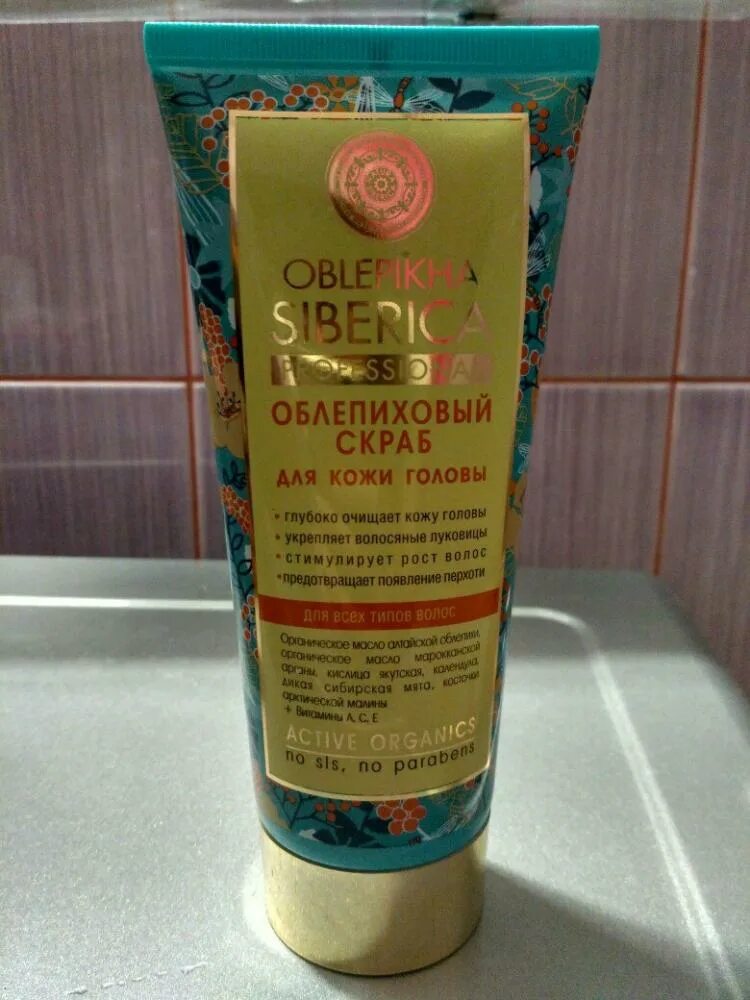 OBLEPIKHA
SIBERICA
PROFESSIONAL
ОБЛЕПИХОВЫЙ
СКРАБ
ДЛЯ КОЖИ ГОЛОВЫ
• глубоко очищает кожу головы
• укрепляет волосяные луковицы
• стимулирует рост волос
• предотвращает появление перхоти
ДЛЯ ВСЕХ ТИПОВ ВОЛОС
Органическое масло алтайской облепихи,
органическое масло марокканской
арганы, кислица якутская, календула,
дикая сибирская мята, косточки
арктической малины
+ Витамины А, С, Е
ACTIVE ORGANICS
no sls, no parabens